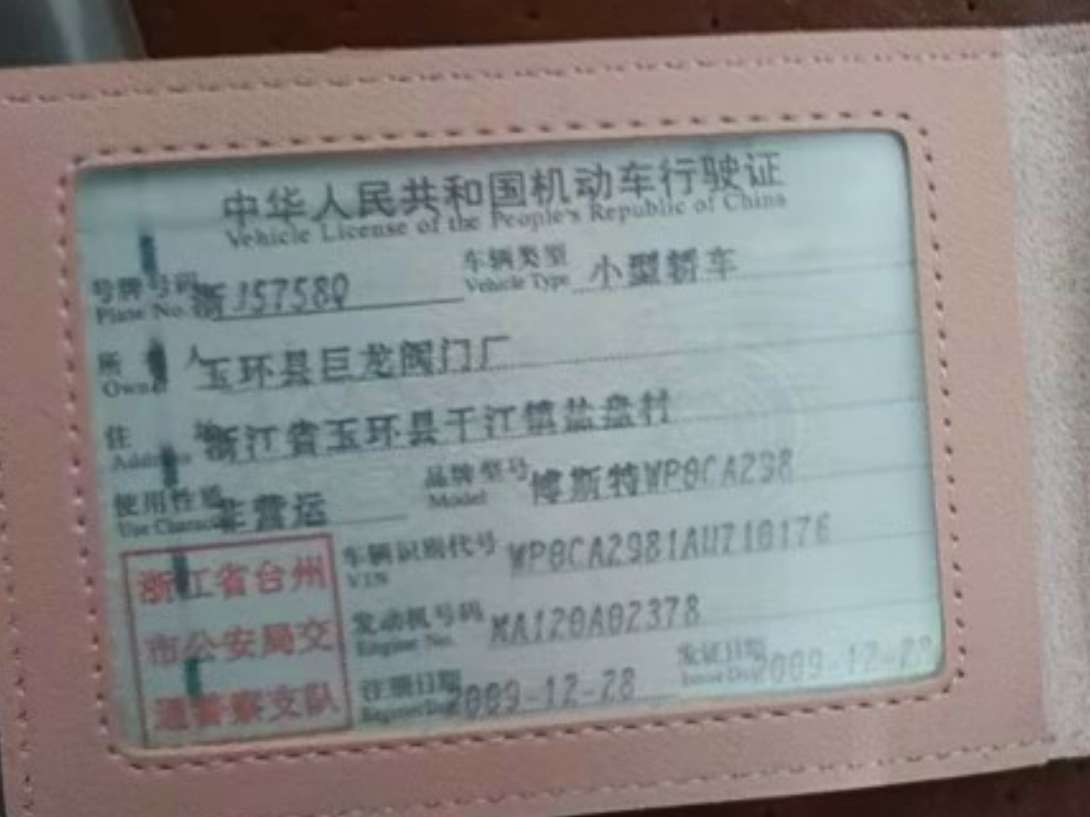 中华人民共和国机动车行驶证
Vehicle License of the People's Republic of China
号牌号码 浙J57580 车辆类型 小型轿车
Plate No. Vehicle Type
所有人 玉环县巨龙阀门厂
Owner
住址 浙江省玉环县干江镇盐盘村
Address
使用性质 非营运 品牌型号 博斯特WP0CA298
Use Character Model
车辆识别代号 WP0CA2981AU710176
VIN
发动机号码 MA120A02378
Engine No.
注册日期 2009-12-28 发证日期 2009-12-29
Register Date Issue Date
浙江省台州
市公安局交
通警察支队